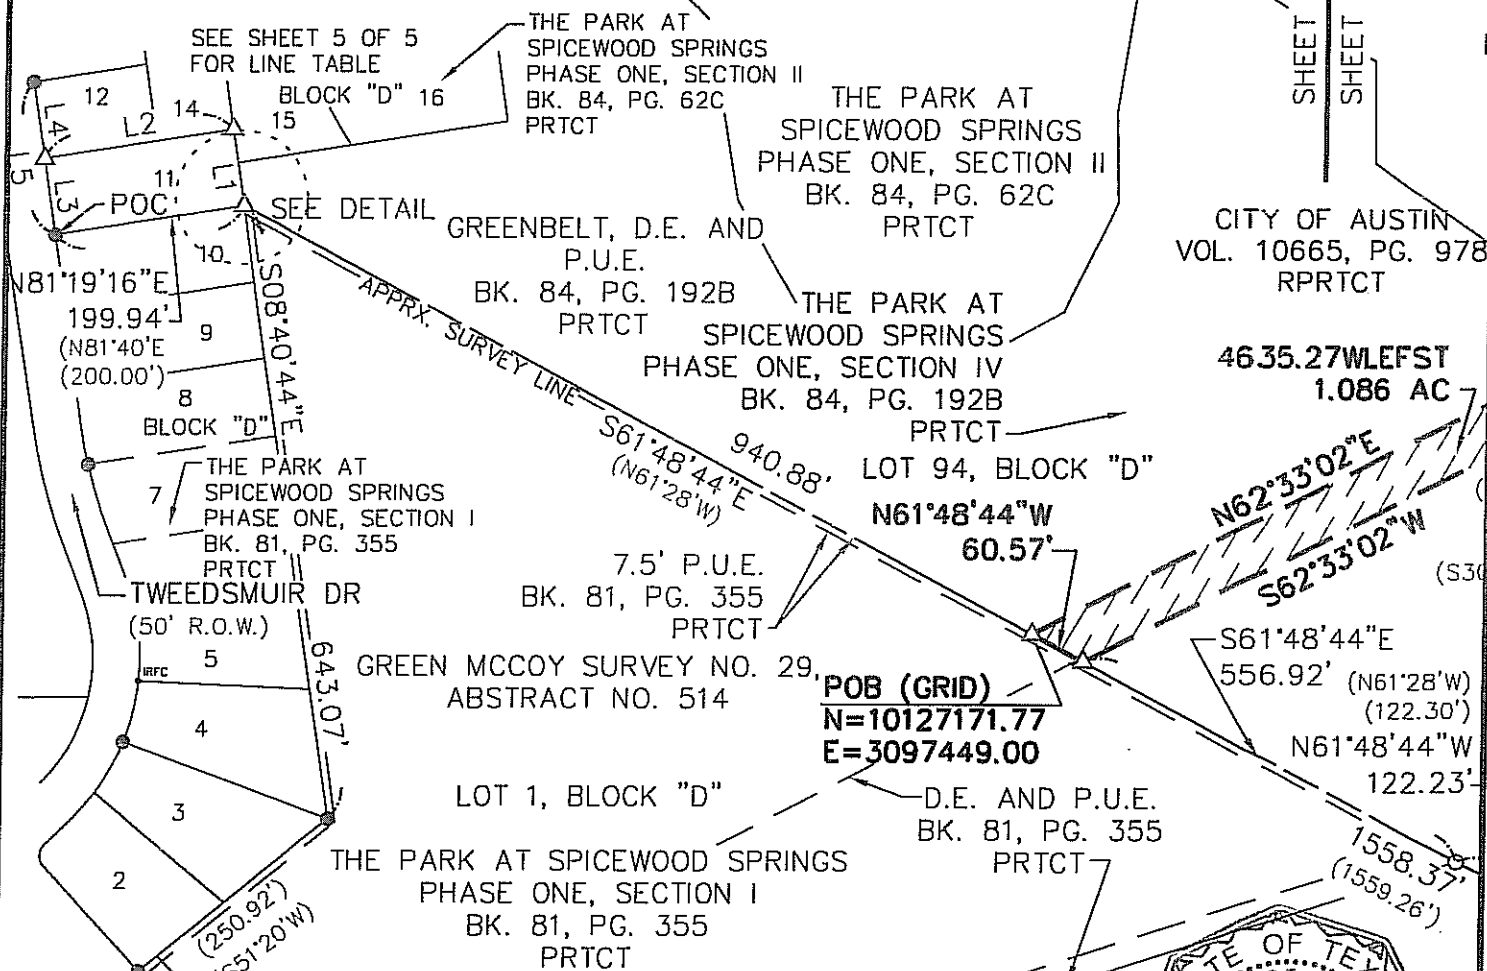 SEE SHEET 5 OF 5
FOR LINE TABLE
THE PARK AT
SPICEWOOD SPRINGS
PHASE ONE, SECTION II
BK. 84, PG. 62C
PRTCT
BLOCK "D" 16
12
14
15
L4
L2
L1
L3
5
11
10
POC
SEE DETAIL
THE PARK AT
SPICEWOOD SPRINGS
PHASE ONE, SECTION II
BK. 84, PG. 62C
PRTCT
SHEET
SHEET
CITY OF AUSTIN
VOL. 10665, PG. 978
RPRTCT
GREENBELT, D.E. AND
P.U.E.
BK. 84, PG. 192B
PRTCT
N81°19'16"E
199.94'
(N81°40'E
(200.00')
9
8
BLOCK "D"
S08°40'44"E
643.07'
APPRX. SURVEY LINE
THE PARK AT
SPICEWOOD SPRINGS
PHASE ONE, SECTION IV
BK. 84, PG. 192B
PRTCT
LOT 94, BLOCK "D"
4635.27WLEFST
1.086 AC
S61°48'44"E
(N61°28'W)
940.88'
N62°33'02"E
S62°33'02"W
(S30
N61°48'44"W
60.57'
7
THE PARK AT
SPICEWOOD SPRINGS
PHASE ONE, SECTION I
BK. 81, PG. 355
PRTCT
TWEEDSMUIR DR
(50' R.O.W.)
7.5' P.U.E.
BK. 81, PG. 355
PRTCT
5
IRFC
4
3
2
GREEN MCCOY SURVEY NO. 29,
ABSTRACT NO. 514
POB (GRID)
N=10127171.77
E=3097449.00
S61°48'44"E
556.92'
(N61°28'W)
(122.30')
N61°48'44"W
122.23'
LOT 1, BLOCK "D"
D.E. AND P.U.E.
BK. 81, PG. 355
PRTCT
THE PARK AT SPICEWOOD SPRINGS
PHASE ONE, SECTION I
BK. 81, PG. 355
PRTCT
1558.37'
(1559.26')
(250.92')
S51°20'W)
TE OF TEX